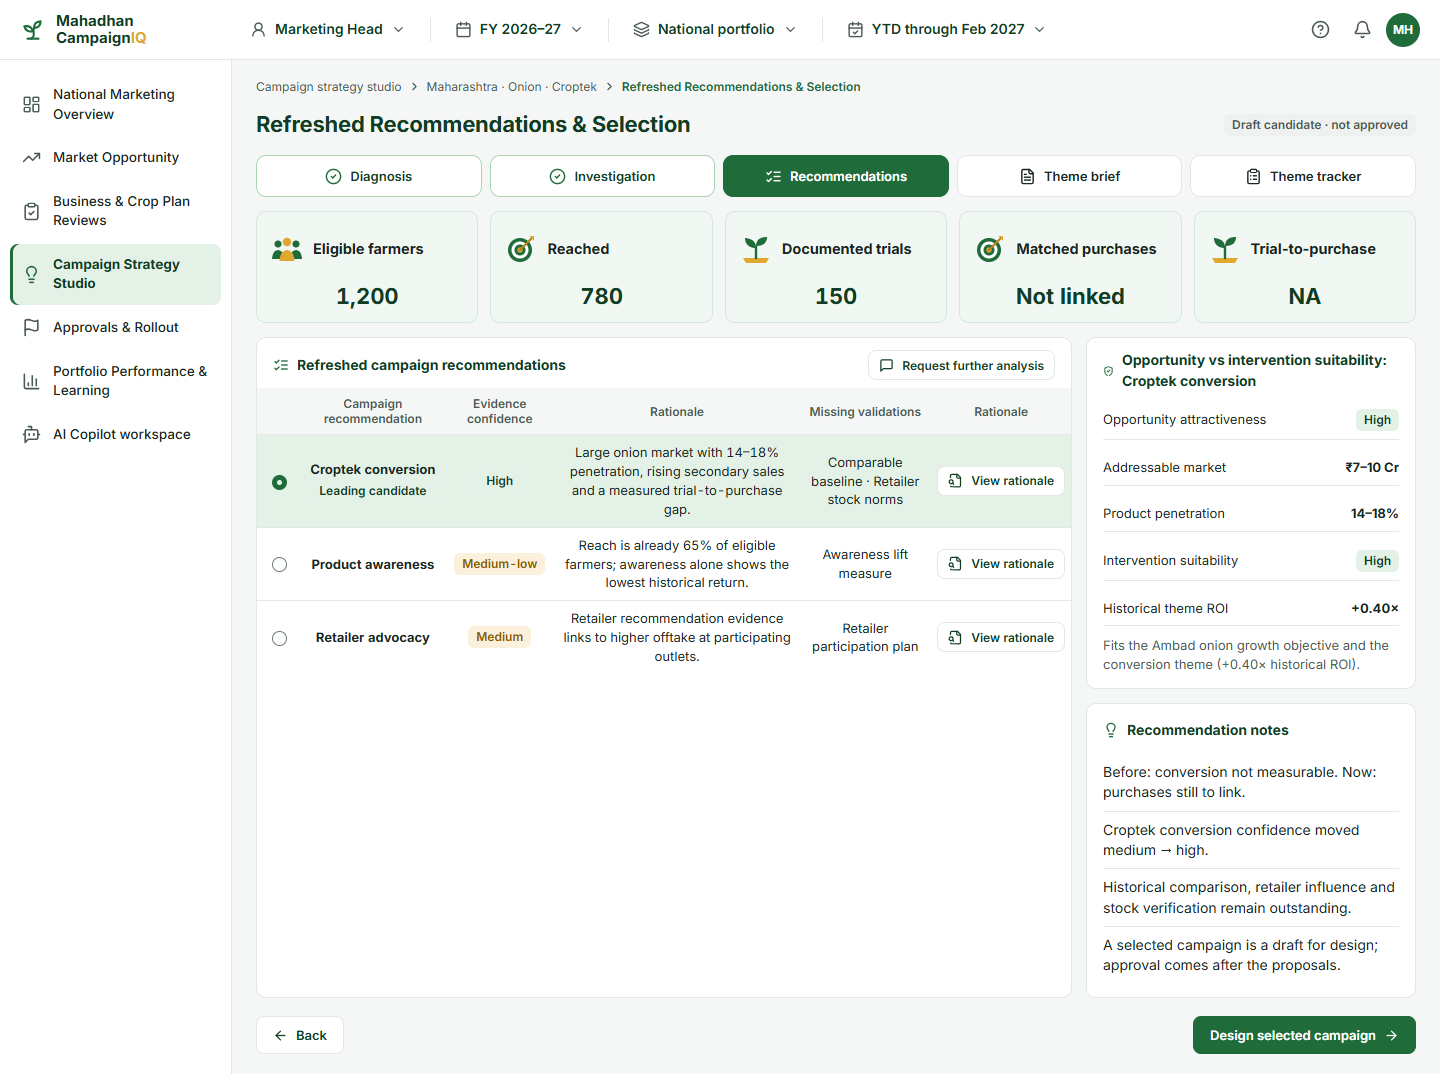 Mahadhan
CampaignIQ
Marketing Head
FY 2026–27
National portfolio
YTD through Feb 2027
MH
National Marketing
Overview
Market Opportunity
Business & Crop Plan
Reviews
Campaign Strategy
Studio
Approvals & Rollout
Portfolio Performance &
Learning
AI Copilot workspace
Campaign strategy studio > Maharashtra · Onion · Croptek > Refreshed Recommendations & Selection
Refreshed Recommendations & Selection
Draft candidate · not approved
Diagnosis
Investigation
Recommendations
Theme brief
Theme tracker
Eligible farmers
1,200
Reached
780
Documented trials
150
Matched purchases
Not linked
Trial-to-purchase
NA
Refreshed campaign recommendations
Request further analysis
Campaign
recommendation
Evidence
confidence
Rationale
Missing validations
Rationale
Croptek conversion
Leading candidate
High
Large onion market with 14–18%
penetration, rising secondary sales
and a measured trial-to-purchase
gap.
Comparable
baseline · Retailer
stock norms
View rationale
Product awareness
Medium-low
Reach is already 65% of eligible
farmers; awareness alone shows the
lowest historical return.
Awareness lift
measure
View rationale
Retailer advocacy
Medium
Retailer recommendation evidence
links to higher offtake at participating
outlets.
Retailer
participation plan
View rationale
Opportunity vs intervention suitability:
Croptek conversion
Opportunity attractiveness
High
Addressable market
₹7–10 Cr
Product penetration
14–18%
Intervention suitability
High
Historical theme ROI
+0.40×
Fits the Ambad onion growth objective and the
conversion theme (+0.40× historical ROI).
Recommendation notes
Before: conversion not measurable. Now:
purchases still to link.
Croptek conversion confidence moved
medium → high.
Historical comparison, retailer influence and
stock verification remain outstanding.
A selected campaign is a draft for design;
approval comes after the proposals.
← Back
Design selected campaign →